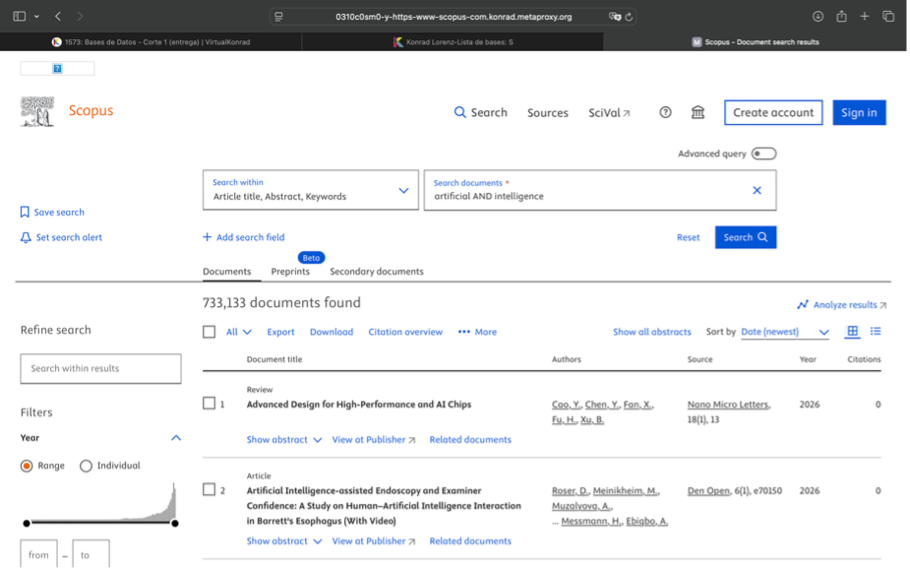 0310c0sm0-y-https-www-scopus-com.konrad.metaproxy.org
1573: Bases de Datos - Corte 1 (entrega) | VirtualKonrad
Konrad Lorenz-Lista de bases: S
Scopus - Document search results
Scopus
Search
Sources
SciVal
Create account
Sign in
Advanced query
Search within
Article title, Abstract, Keywords
Search documents *
artificial AND intelligence
Save search
Set search alert
+ Add search field
Reset
Search
Beta
Documents
Preprints
Secondary documents
733,133 documents found
Analyze results
Refine search
All
Export
Download
Citation overview
More
Show all abstracts
Sort by Date (newest)
Search within results
Document title
Authors
Source
Year
Citations
Filters
Year
Range
Individual
from – to
Review
1
Advanced Design for High-Performance and AI Chips
Cao, Y., Chen, Y., Fan, X.,
Fu, H., Xu, B.
Nano Micro Letters,
18(1), 13
2026
0
Show abstract
View at Publisher
Related documents
Article
2
Artificial Intelligence-assisted Endoscopy and Examiner
Confidence: A Study on Human–Artificial Intelligence Interaction
in Barrett's Esophagus (With Video)
Roser, D., Meinikheim, M.,
Muzalyova, A.,
... Messmann, H., Ebigbo, A.
Den Open, 6(1), e70150
2026
0
Show abstract
View at Publisher
Related documents